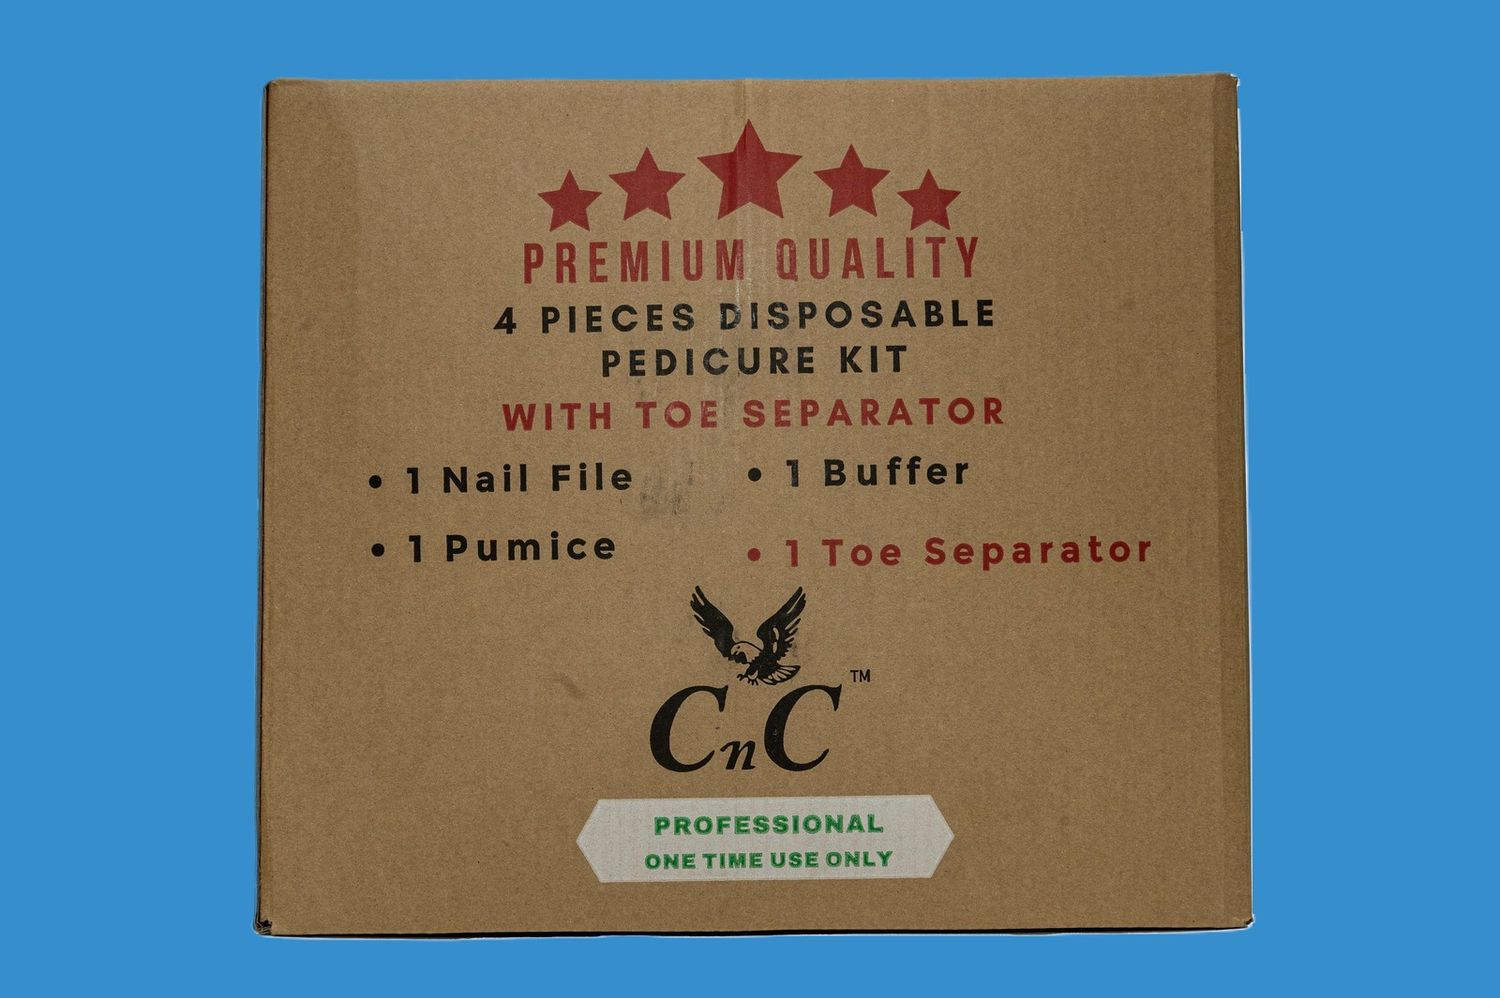 PREMIUM QUALITY
4 PIECES DISPOSABLE
PEDICURE KIT
WITH TOE SEPARATOR
• 1 Nail File
• 1 Buffer
• 1 Pumice
• 1 Toe Separator
CnC™
PROFESSIONAL
ONE TIME USE ONLY